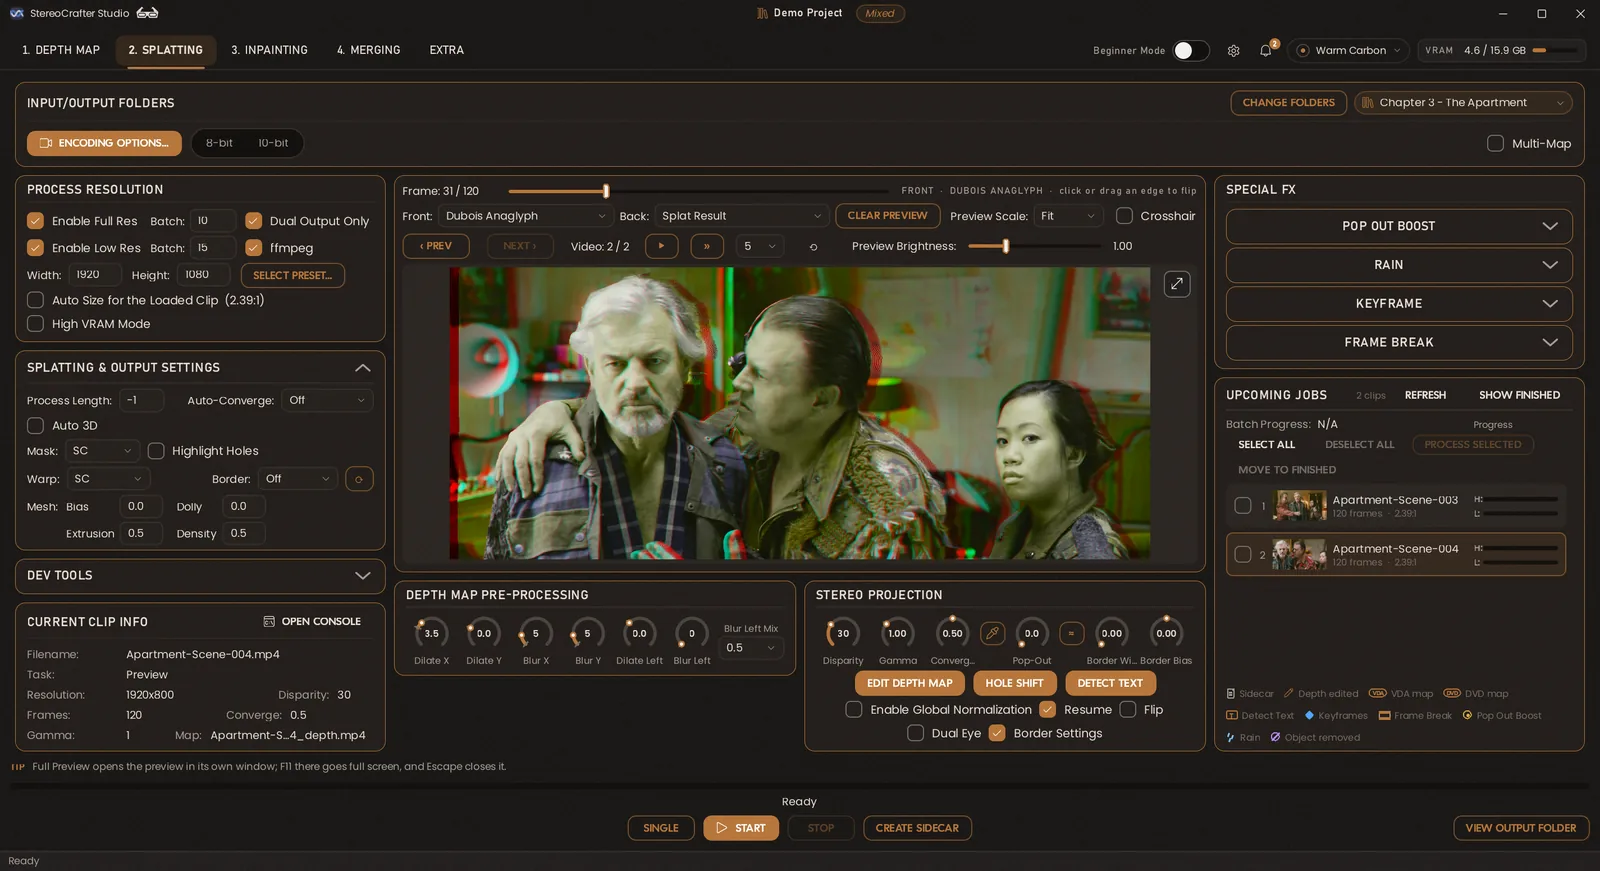 StereoCrafter Studio
Demo Project Mixed
1. DEPTH MAP 2. SPLATTING 3. INPAINTING 4. MERGING EXTRA
Beginner Mode 2 Warm Carbon VRAM 4.6 / 15.9 GB
INPUT/OUTPUT FOLDERS
CHANGE FOLDERS Chapter 3 - The Apartment
ENCODING OPTIONS... 8-bit 10-bit
Multi-Map
PROCESS RESOLUTION
Enable Full Res Batch: 10 Dual Output Only
Enable Low Res Batch: 15 ffmpeg
Width: 1920 Height: 1080 SELECT PRESET...
Auto Size for the Loaded Clip (2.39:1)
High VRAM Mode
SPLATTING & OUTPUT SETTINGS
Process Length: -1 Auto-Converge: Off
Auto 3D
Mask: SC Highlight Holes
Warp: SC Border: Off
Mesh: Bias 0.0 Dolly 0.0
Extrusion 0.5 Density 0.5
DEV TOOLS
CURRENT CLIP INFO OPEN CONSOLE
Filename: Apartment-Scene-004.mp4
Task: Preview
Resolution: 1920x800 Disparity: 30
Frames: 120 Converge: 0.5
Gamma: 1 Map: Apartment-S...4_depth.mp4
Frame: 31 / 120 FRONT · DUBOIS ANAGLYPH · click or drag an edge to flip
Front: Dubois Anaglyph Back: Splat Result CLEAR PREVIEW Preview Scale: Fit Crosshair
‹ PREV NEXT › Video: 2 / 2 » 5 Preview Brightness: 1.00
DEPTH MAP PRE-PROCESSING
3.5 0.0 5 5 0.0 0 Blur Left Mix 0.5
Dilate X Dilate Y Blur X Blur Y Dilate Left Blur Left
STEREO PROJECTION
30 1.00 0.50 0.0 = 0.00 0.00
Disparity Gamma Converg... Pop-Out Border Wi... Border Bias
EDIT DEPTH MAP HOLE SHIFT DETECT TEXT
Enable Global Normalization Resume Flip
Dual Eye Border Settings
SPECIAL FX
POP OUT BOOST
RAIN
KEYFRAME
FRAME BREAK
UPCOMING JOBS 2 clips REFRESH SHOW FINISHED
Batch Progress: N/A Progress
SELECT ALL DESELECT ALL PROCESS SELECTED
MOVE TO FINISHED
1 Apartment-Scene-003 H:
120 frames · 2.39:1 L:
2 Apartment-Scene-004 H:
120 frames · 2.39:1 L:
Sidecar Depth edited VDA VDA map DVD DVD map
Detect Text Keyframes Frame Break Pop Out Boost
Rain Object removed
TIP Full Preview opens the preview in its own window; F11 there goes full screen, and Escape closes it.
Ready
SINGLE START STOP CREATE SIDECAR VIEW OUTPUT FOLDER
Ready